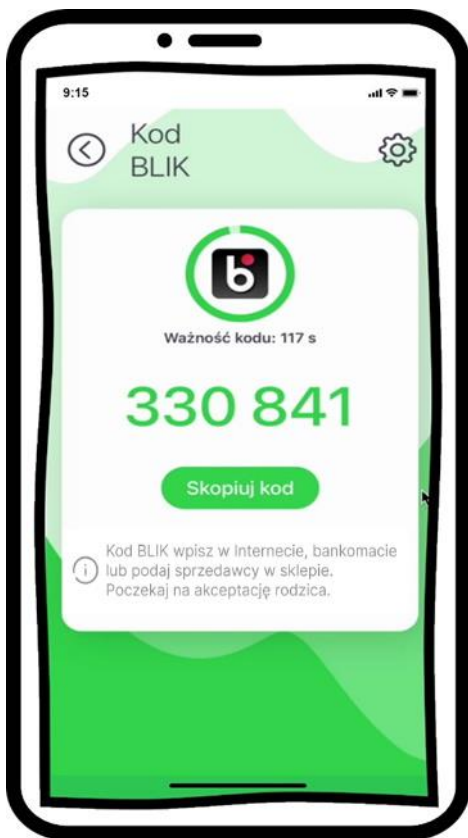 9:15
Kod
BLIK
b
Ważność kodu: 117 s
330 841
Skopiuj kod
Kod BLIK wpisz w Internecie, bankomacie
lub podaj sprzedawcy w sklepie.
Poczekaj na akceptację rodzica.